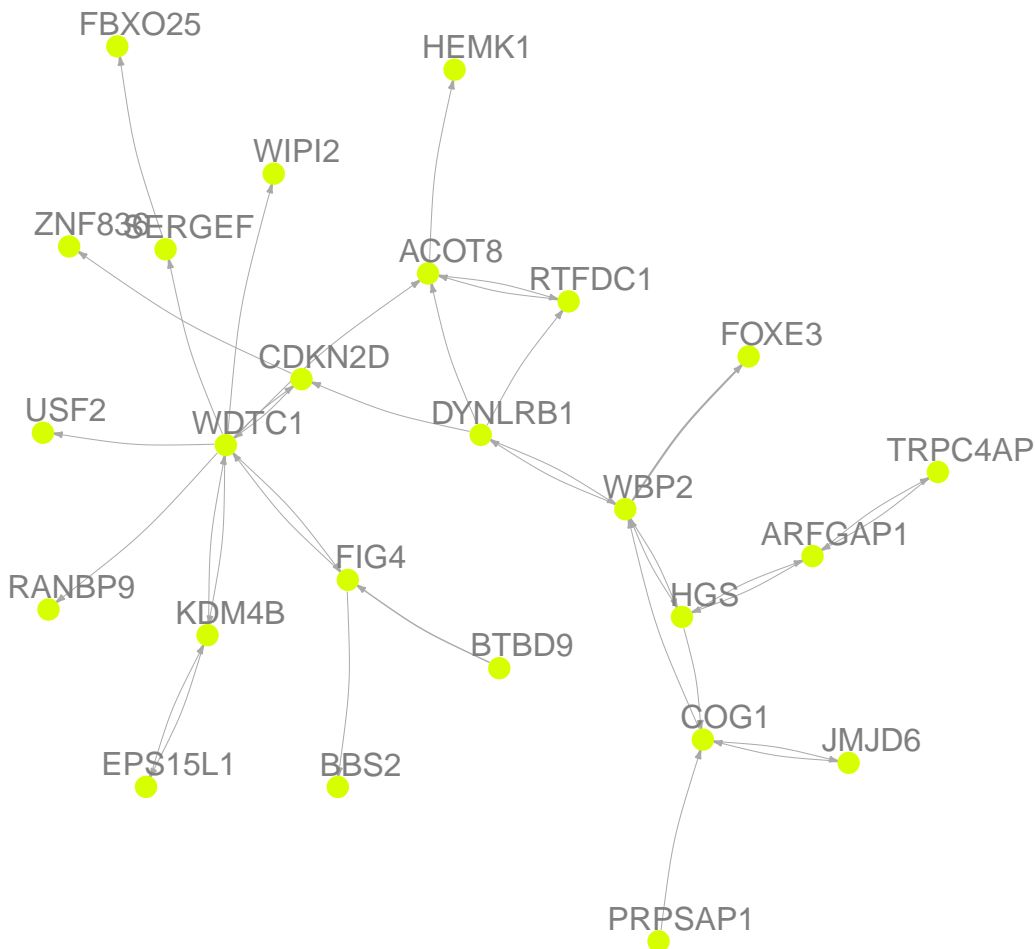 FBXO25
HEMK1
WIPI2
ZNF836
SERGEF
ACOT8
RTFDC1
FOXE3
CDKN2D
USF2
WDTC1
DYNLRB1
TRPC4AP
WBP2
ARFGAP1
FIG4
RANBP9
HGS
KDM4B
BTBD9
COG1
EPS15L1
BBS2
JMJD6
PRPSAP1